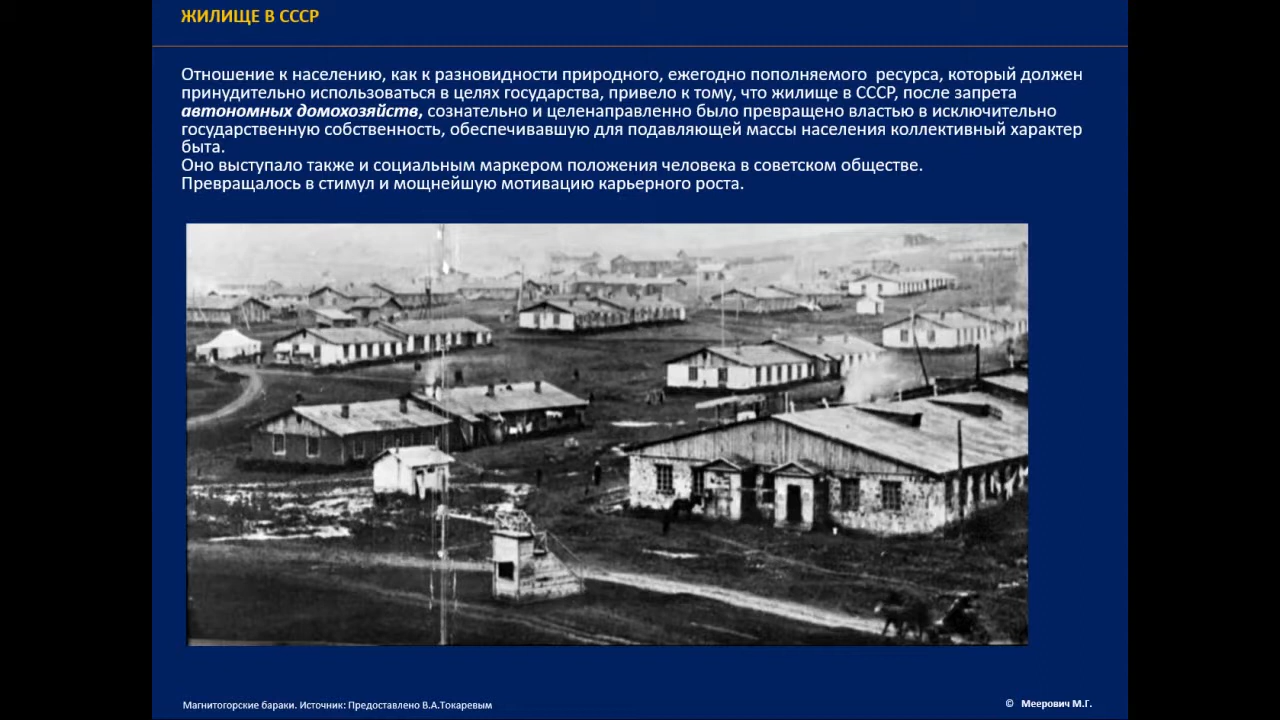 ЖИЛИЩЕ В СССР
Отношение к населению, как к разновидности природного, ежегодно пополняемого ресурса, который должен
принудительно использоваться в целях государства, привело к тому, что жилище в СССР, после запрета
автономных домохозяйств, сознательно и целенаправленно было превращено властью в исключительно
государственную собственность, обеспечивавшую для подавляющей массы населения коллективный характер
быта.
Оно выступало также и социальным маркером положения человека в советском обществе.
Превращалось в стимул и мощнейшую мотивацию карьерного роста.
Магнитогорские бараки. Источник: Предоставлено В.А.Токаревым
© Меерович М.Г.